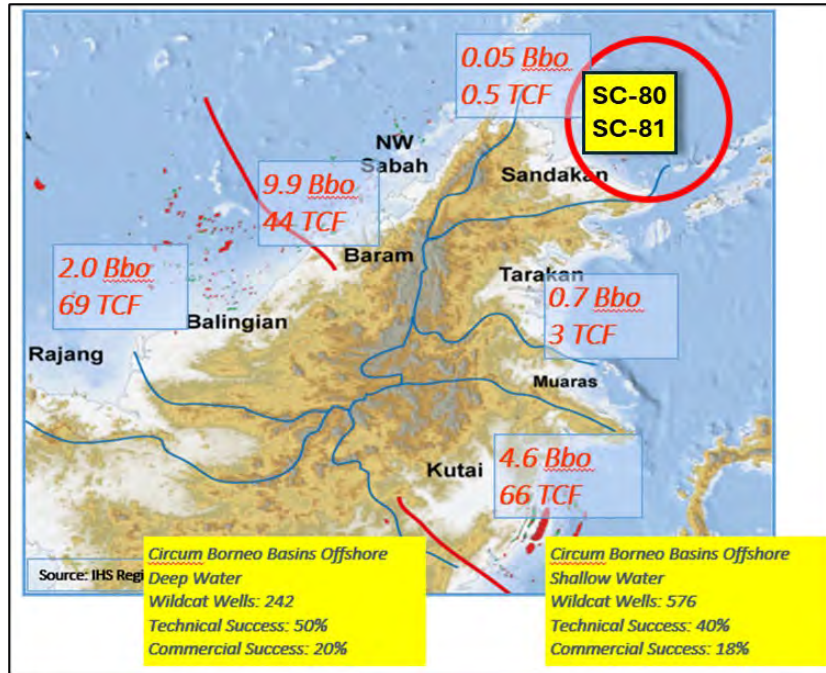 0.05 Bbo
0.5 TCF
SC-80
SC-81
NW
Sabah
Sandakan
9.9 Bbo
44 TCF
Baram
2.0 Bbo
69 TCF
Tarakan
0.7 Bbo
3 TCF
Balingian
Rajang
Muaras
Kutai
4.6 Bbo
66 TCF
Source: IHS Regi
Circum Borneo Basins Offshore
Deep Water
Wildcat Wells: 242
Technical Success: 50%
Commercial Success: 20%
Circum Borneo Basins Offshore
Shallow Water
Wildcat Wells: 576
Technical Success: 40%
Commercial Success: 18%